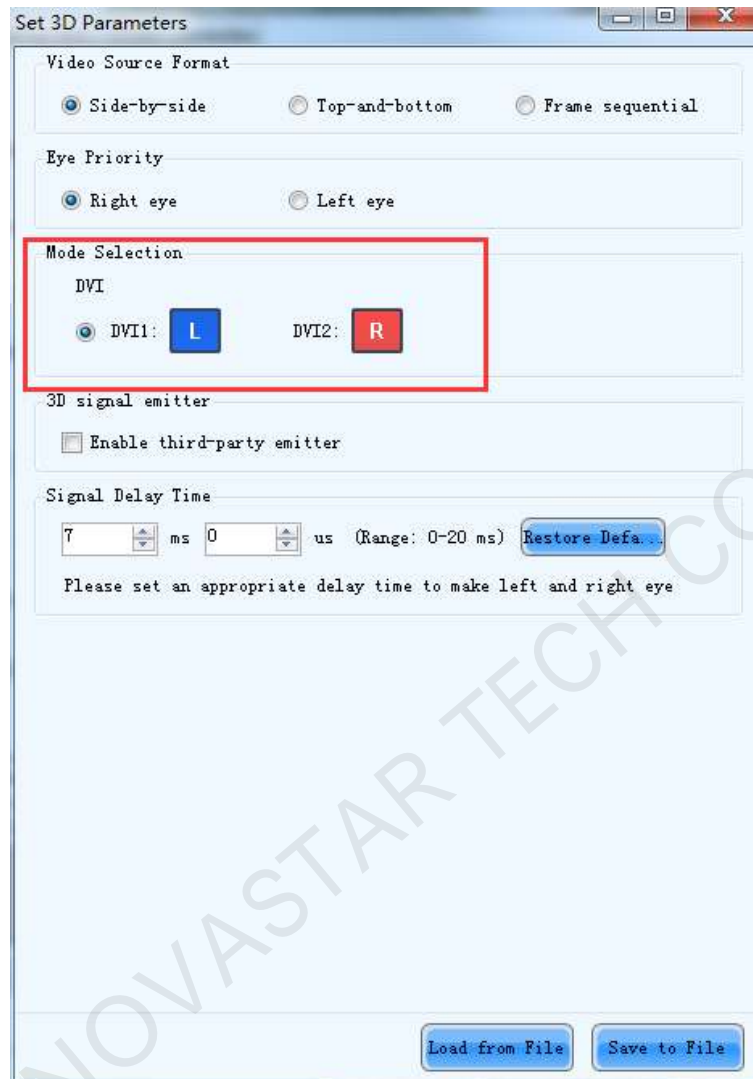 Set 3D Parameters
Video Source Format
Side-by-side Top-and-bottom Frame sequential
Eye Priority
Right eye Left eye
Mode Selection
DVI
DVI1: L DVI2: R
3D signal emitter
Enable third-party emitter
Signal Delay Time
7 ms 0 us (Range: 0-20 ms) Restore Defa...
Please set an appropriate delay time to make left and right eye
Load from File Save to File
NOVASTAR TECH CO